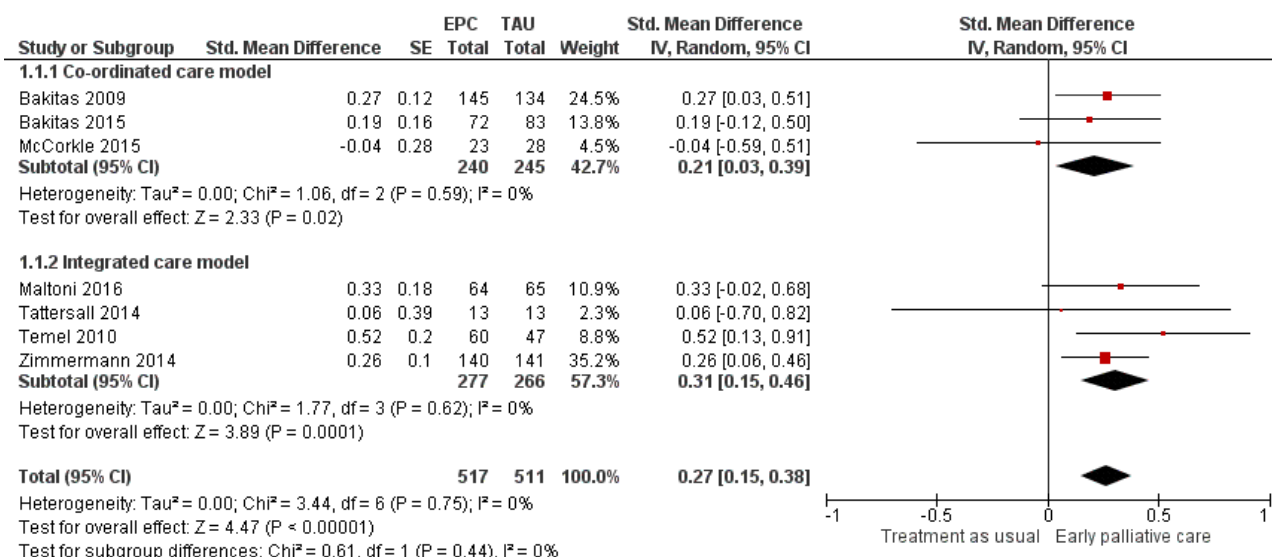 EPC TAU Std. Mean Difference Std. Mean Difference
Study or Subgroup Std. Mean Difference SE Total Total Weight IV, Random, 95% CI IV, Random, 95% CI
1.1.1 Co-ordinated care model
Bakitas 2009 0.27 0.12 145 134 24.5% 0.27 [0.03, 0.51]
Bakitas 2015 0.19 0.16 72 83 13.8% 0.19 [-0.12, 0.50]
McCorkle 2015 -0.04 0.28 23 28 4.5% -0.04 [-0.59, 0.51]
Subtotal (95% CI) 240 245 42.7% 0.21 [0.03, 0.39]
Heterogeneity: Tau² = 0.00; Chi² = 1.06, df = 2 (P = 0.59); I² = 0%
Test for overall effect: Z = 2.33 (P = 0.02)
1.1.2 Integrated care model
Maltoni 2016 0.33 0.18 64 65 10.9% 0.33 [-0.02, 0.68]
Tattersall 2014 0.06 0.39 13 13 2.3% 0.06 [-0.70, 0.82]
Temel 2010 0.52 0.2 60 47 8.8% 0.52 [0.13, 0.91]
Zimmermann 2014 0.26 0.1 140 141 35.2% 0.26 [0.06, 0.46]
Subtotal (95% CI) 277 266 57.3% 0.31 [0.15, 0.46]
Heterogeneity: Tau² = 0.00; Chi² = 1.77, df = 3 (P = 0.62); I² = 0%
Test for overall effect: Z = 3.89 (P = 0.0001)
Total (95% CI) 517 511 100.0% 0.27 [0.15, 0.38]
Heterogeneity: Tau² = 0.00; Chi² = 3.44, df = 6 (P = 0.75); I² = 0%
Test for overall effect: Z = 4.47 (P < 0.00001)
Test for subgroup differences: Chi² = 0.61, df = 1 (P = 0.44), I² = 0%
-1 -0.5 0 0.5 1
Treatment as usual Early palliative care